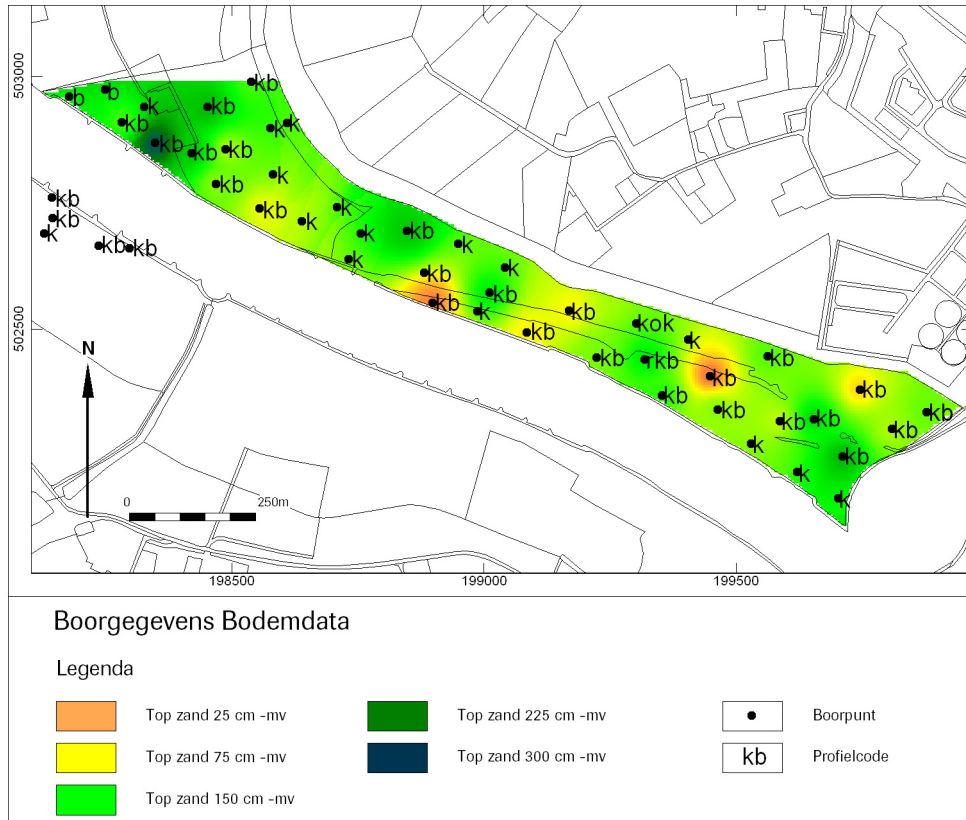 503000
kb
b
b
k
kb
kb
k
k
kb
kb
kb
k
kb
kb
k
kb
k
kb
kb
k
k
kb
kb
k
kb
k
k
kb
k
kb
kb
k
kb
kok
k
kb
502500
kb
rkb
kb
kb
kb
kb
kb
kb
kb
kb
k
kb
k
k
N
0 250m
198500 199000 199500
Boorgegevens Bodemdata
Legenda
Top zand 25 cm -mv
Top zand 75 cm -mv
Top zand 150 cm -mv
Top zand 225 cm -mv
Top zand 300 cm -mv
Boorpunt
kb Profielcode